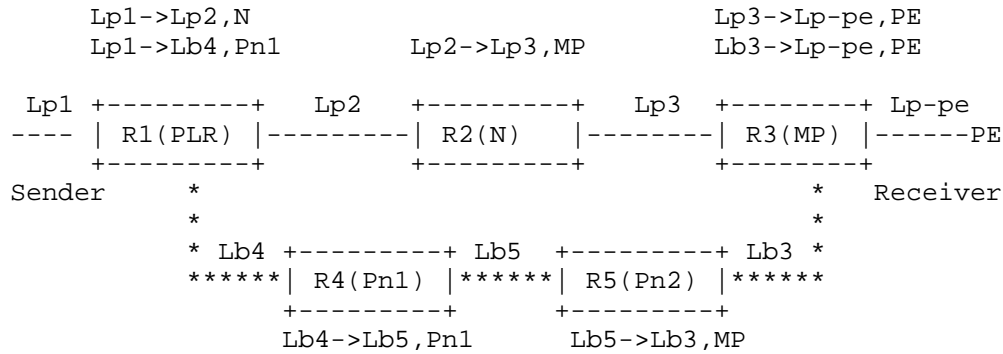 Lp1->Lp2,N Lp3->Lp-pe,PE
Lp1->Lb4,Pn1 Lp2->Lp3,MP Lb3->Lp-pe,PE
Lp1 +---------+ Lp2 +---------+ Lp3 +--------+ Lp-pe
---- | R1(PLR) |---------| R2(N) |--------| R3(MP) |------PE
+---------+ +---------+ +--------+
Sender * * Receiver
* *
* Lb4 +---------+ Lb5 +---------+ Lb3 *
******| R4(Pn1) |******| R5(Pn2) |******
+---------+ +---------+
Lb4->Lb5,Pn1 Lb5->Lb3,MP